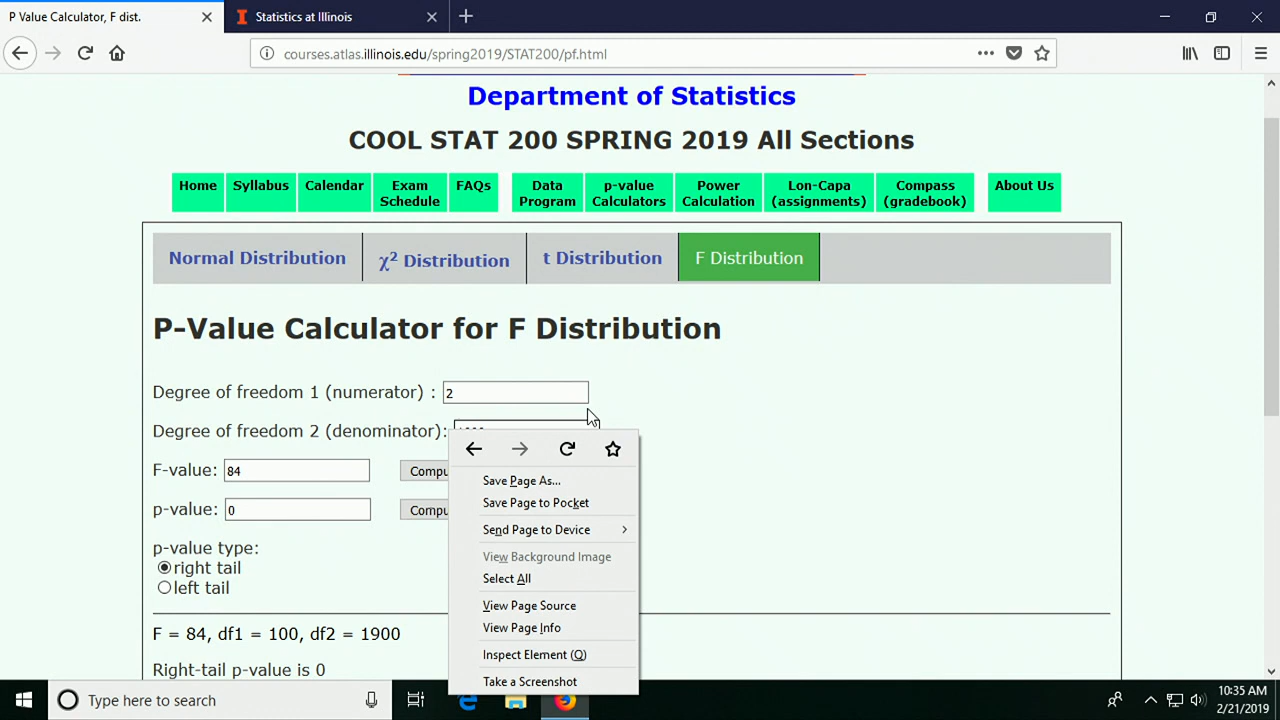 P Value Calculator, F dist.
Statistics at Illinois
courses.atlas.illinois.edu/spring2019/STAT200/pf.html
Department of Statistics
COOL STAT 200 SPRING 2019 All Sections
Home Syllabus Calendar Exam Schedule FAQs Data Program p-value Calculators Power Calculation Lon-Capa (assignments) Compass (gradebook) About Us
Normal Distribution χ² Distribution t Distribution F Distribution
P-Value Calculator for F Distribution
Degree of freedom 1 (numerator) : 2
Degree of freedom 2 (denominator):
F-value: 84 Compu
p-value: 0 Compu
p-value type:
right tail
left tail
F = 84, df1 = 100, df2 = 1900
Right-tail p-value is 0
Save Page As...
Save Page to Pocket
Send Page to Device
View Background Image
Select All
View Page Source
View Page Info
Inspect Element (Q)
Take a Screenshot
Type here to search
10:35 AM
2/21/2019